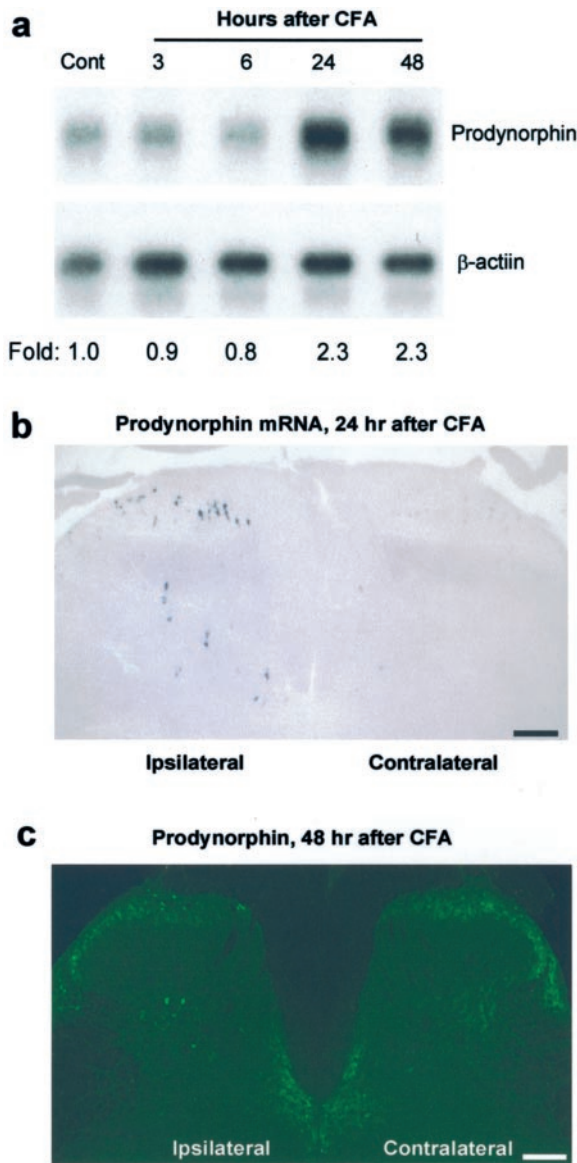 a
Hours after CFA
Cont 3 6 24 48
Prodynorphin
β-actiin
Fold: 1.0 0.9 0.8 2.3 2.3
b
Prodynorphin mRNA, 24 hr after CFA
Ipsilateral Contralateral
c
Prodynorphin, 48 hr after CFA
Ipsilateral Contralateral